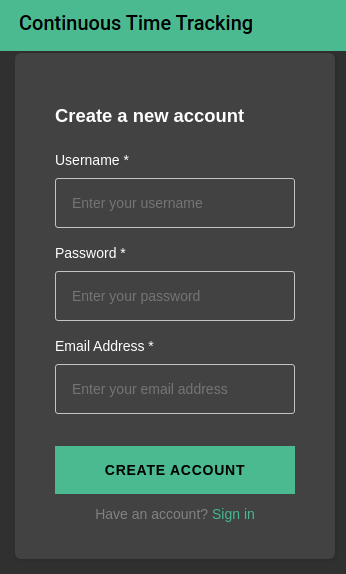 Continuous Time Tracking
Create a new account
Username *
Enter your username
Password *
Enter your password
Email Address *
Enter your email address
CREATE ACCOUNT
Have an account? Sign in